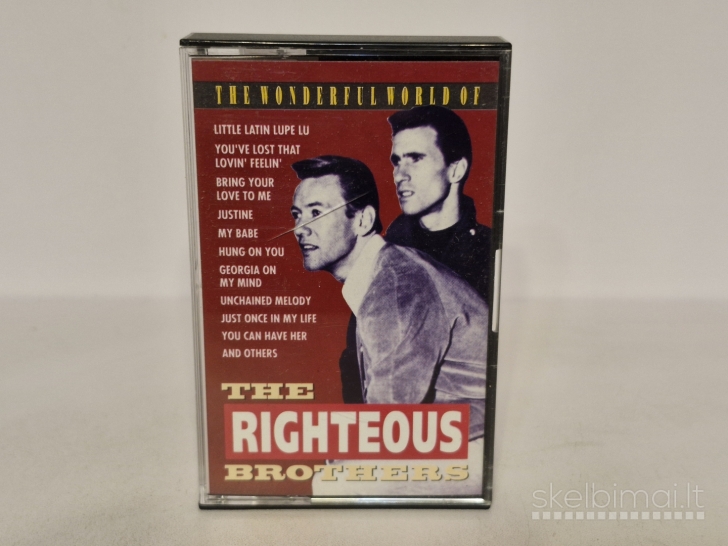 THE WONDERFUL WORLD OF
LITTLE LATIN LUPE LU
YOU'VE LOST THAT
LOVIN' FEELIN'
BRING YOUR
LOVE TO ME
JUSTINE
MY BABE
HUNG ON YOU
GEORGIA ON
MY MIND
UNCHAINED MELODY
JUST ONCE IN MY LIFE
YOU CAN HAVE HER
AND OTHERS
THE
RIGHTEOUS
BROTHERS
skelbimai.lt